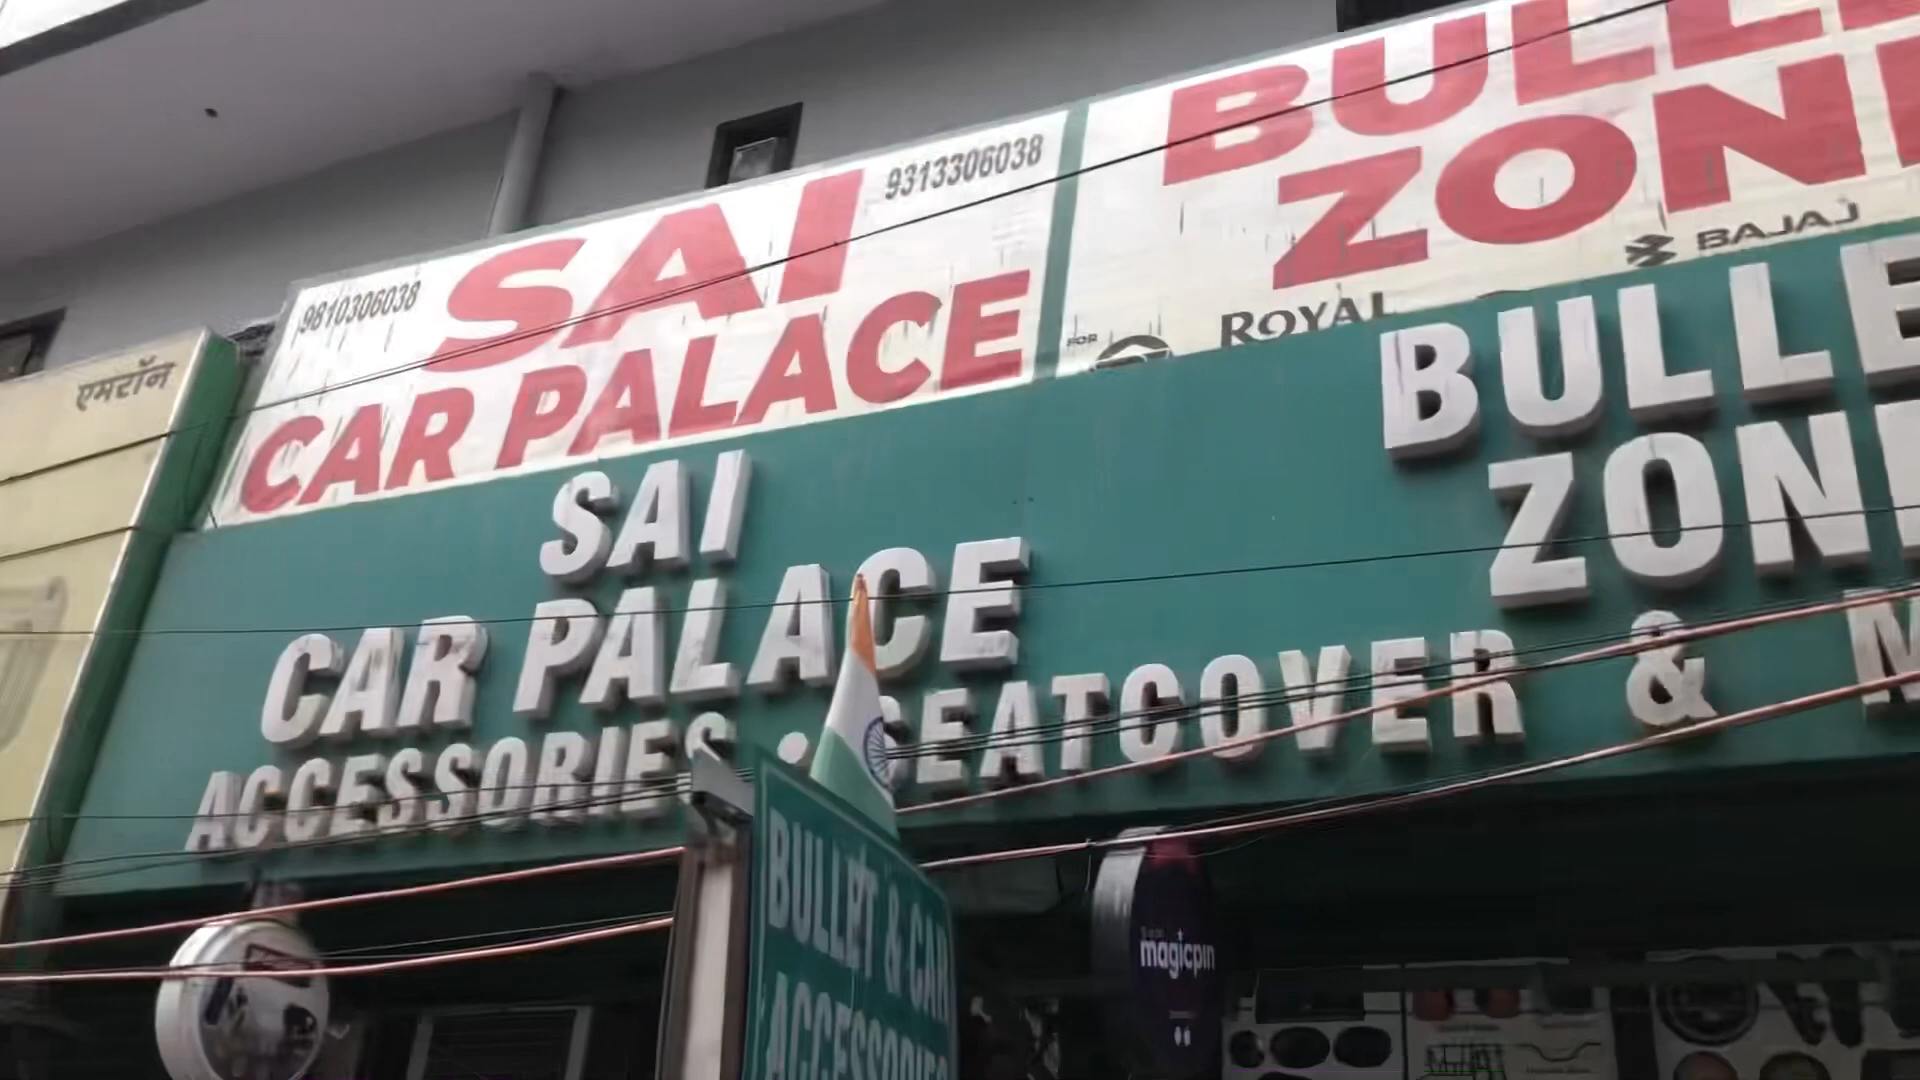 9810306038
SAI
9313306038
CAR PALACE
BULL
ZON
BAJAJ
FOR
ROYAL
एमरॉन
SAI
CAR PALACE
ACCESSORIES • SEATCOVER & M
BULLE
ZON
BULLET & CAR
ACCESSORIES
magicpin